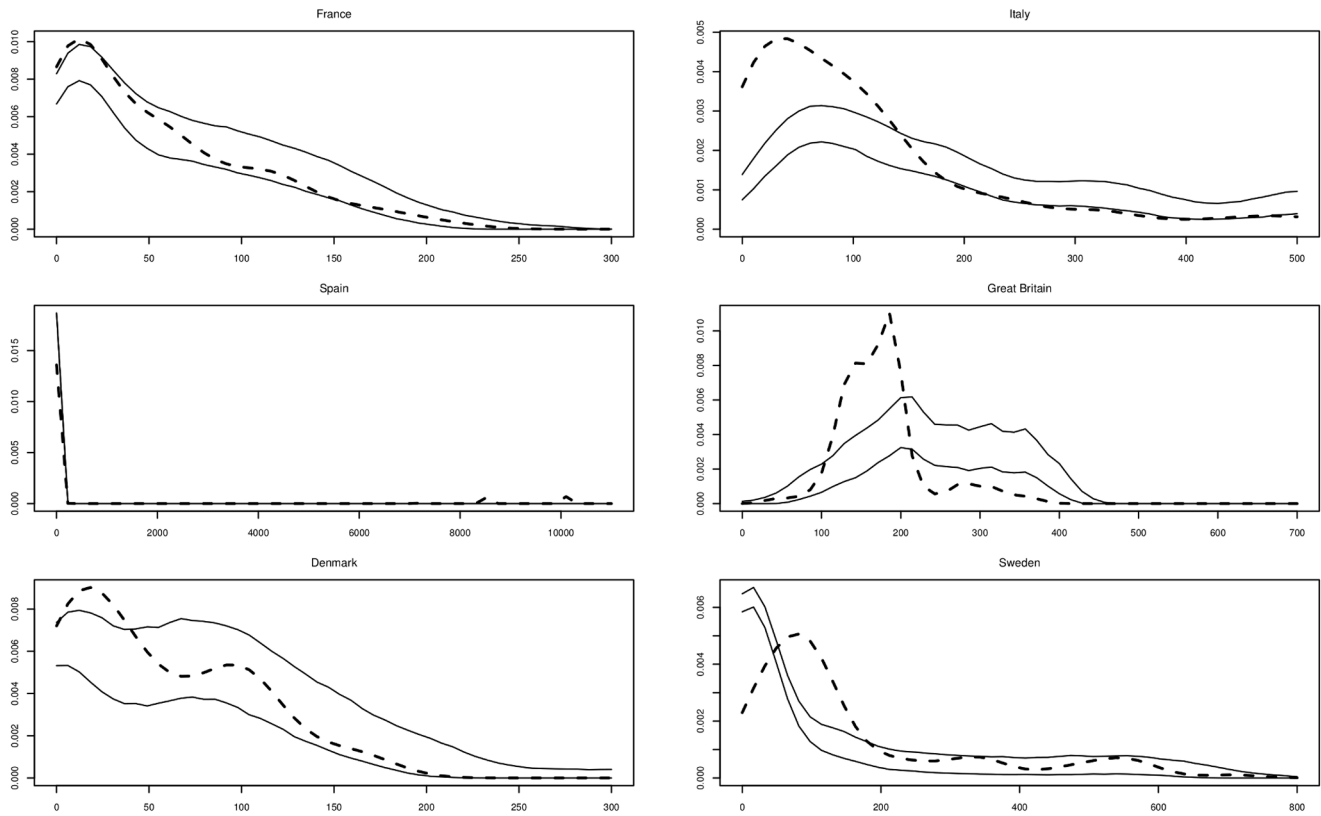 France
0.000 0.002 0.004 0.006 0.008 0.010
0 50 100 150 200 250 300
Italy
0.000 0.001 0.002 0.003 0.004 0.005
0 100 200 300 400 500
Spain
0.000 0.005 0.010 0.015
0 2000 4000 6000 8000 10000
Great Britain
0.000 0.002 0.004 0.006 0.008 0.010
0 100 200 300 400 500 600 700
Denmark
0.000 0.002 0.004 0.006 0.008
0 50 100 150 200 250 300
Sweden
0.000 0.002 0.004 0.006
0 200 400 600 800